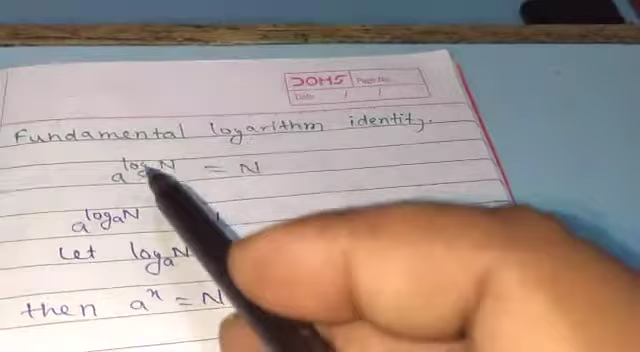 DOMS Page No.
Date / /
Fundamental logarithm identity.
a^log_a N = N
a^log_a N
Let log_a N
then a^x = N